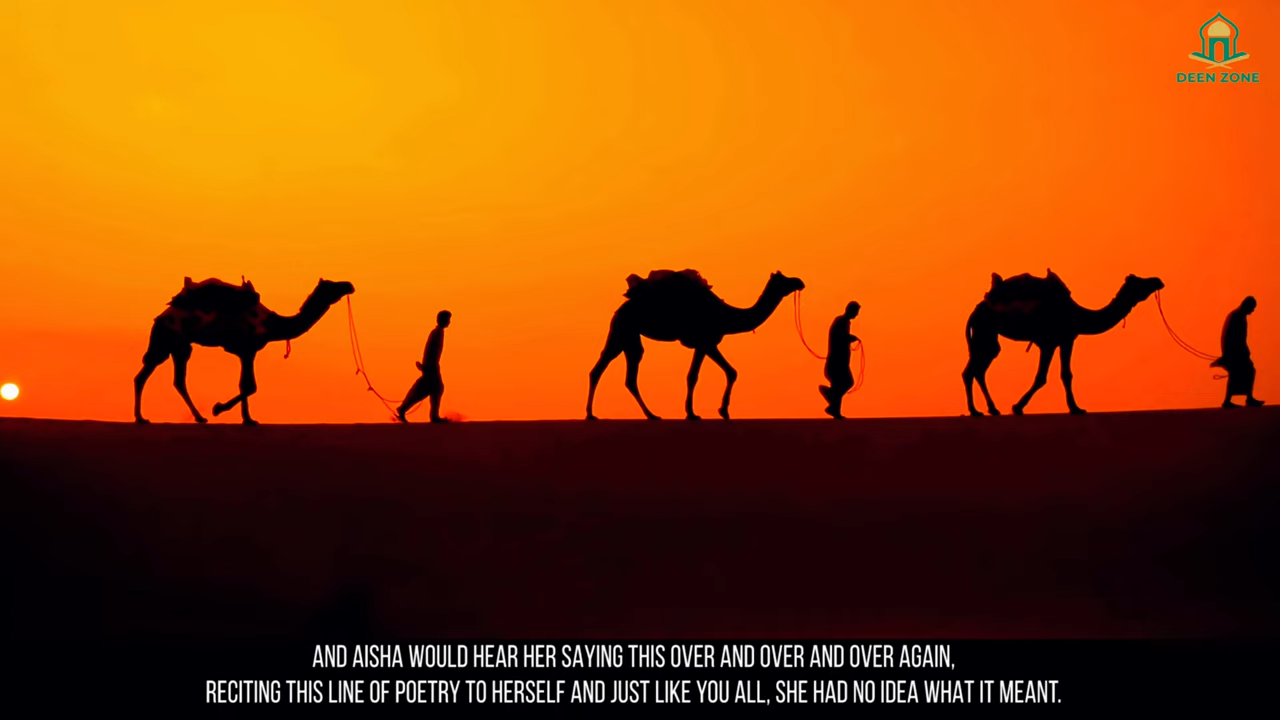 DEEN ZONE
AND AISHA WOULD HEAR HER SAYING THIS OVER AND OVER AND OVER AGAIN,
RECITING THIS LINE OF POETRY TO HERSELF AND JUST LIKE YOU ALL, SHE HAD NO IDEA WHAT IT MEANT.